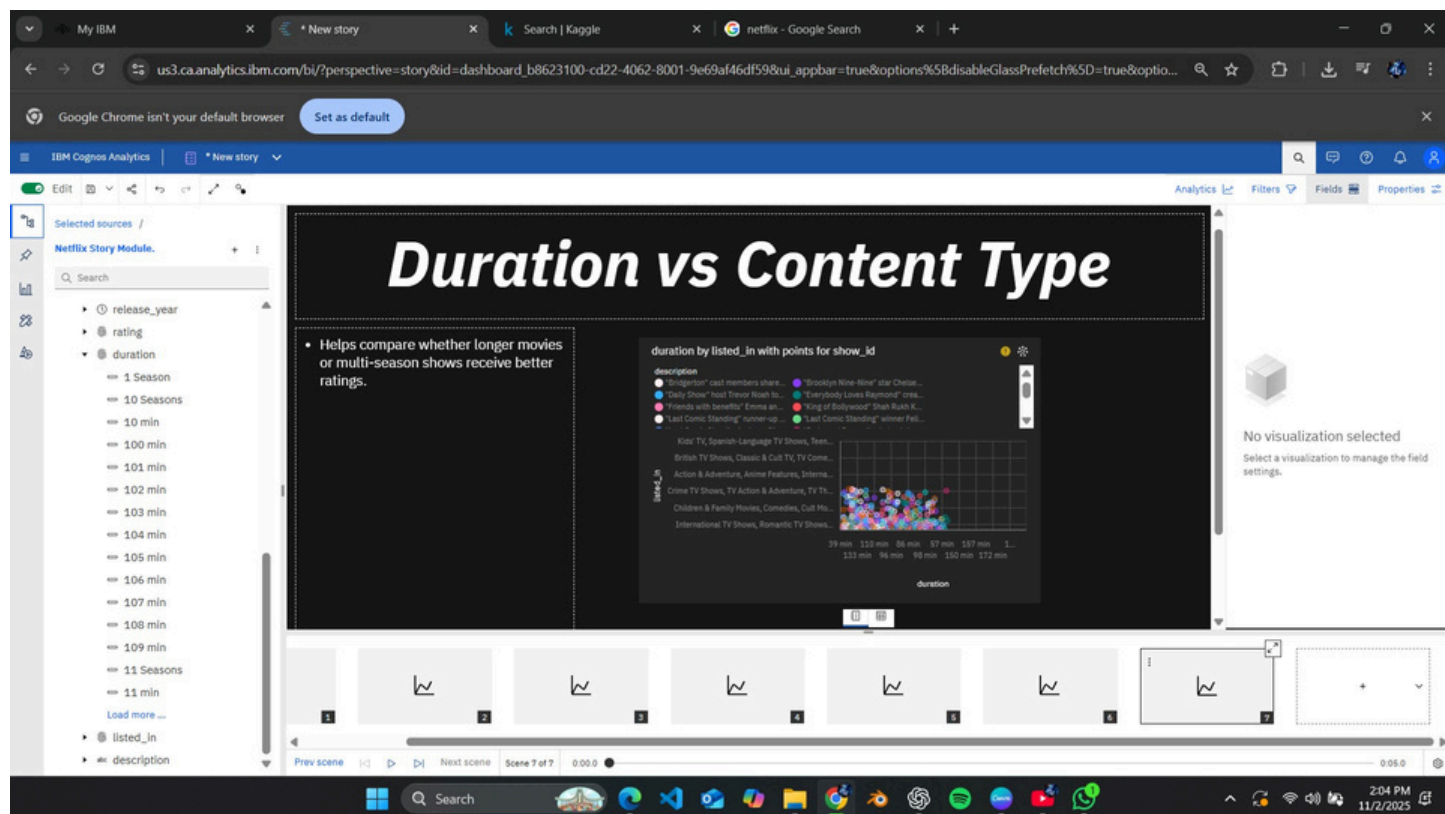 My IBM
* New story
Search | Kaggle
netflix - Google Search
us3.ca.analytics.ibm.com/bi/?perspective=story&id=dashboard_b8623100-cd22-4062-8001-9e69af46df59&ui_appbar=true&options%5BdisableGlassPrefetch%5D=true&optio...
Google Chrome isn't your default browser
Set as default
IBM Cognos Analytics
* New story
Edit
Analytics
Filters
Fields
Properties
Selected sources /
Netflix Story Module.
Search
release_year
rating
duration
1 Season
10 Seasons
10 min
100 min
101 min
102 min
103 min
104 min
105 min
106 min
107 min
108 min
109 min
11 Seasons
11 min
Load more ...
listed_in
abc description
Duration vs Content Type
• Helps compare whether longer movies
or multi-season shows receive better
ratings.
duration by listed_in with points for show_id
description
"Bridgerton" cast members share...
"Brooklyn Nine-Nine" star Chelse...
"Daily Show" host Trevor Noah to...
"Everybody Loves Raymond" crea...
"Friends with benefits" Emma an...
"King of Bollywood" Shah Rukh K...
"Last Comic Standing" runner-up ...
"Last Comic Standing" winner Feli...
Kids' TV, Spanish-Language TV Shows, Teen...
British TV Shows, Classic & Cult TV, TV Come...
Action & Adventure, Anime Features, Interna...
Crime TV Shows, TV Action & Adventure, TV Th...
Children & Family Movies, Comedies, Cult Mo...
International TV Shows, Romantic TV Shows...
listed_in
39 min 110 min 86 min 57 min 157 min 1...
133 min 96 min 98 min 150 min 172 min
duration
No visualization selected
Select a visualization to manage the field
settings.
1
2
3
4
5
6
7
Prev scene
Next scene
Scene 7 of 7
0:00.0
0:05.0
Search
2:04 PM
11/2/2025